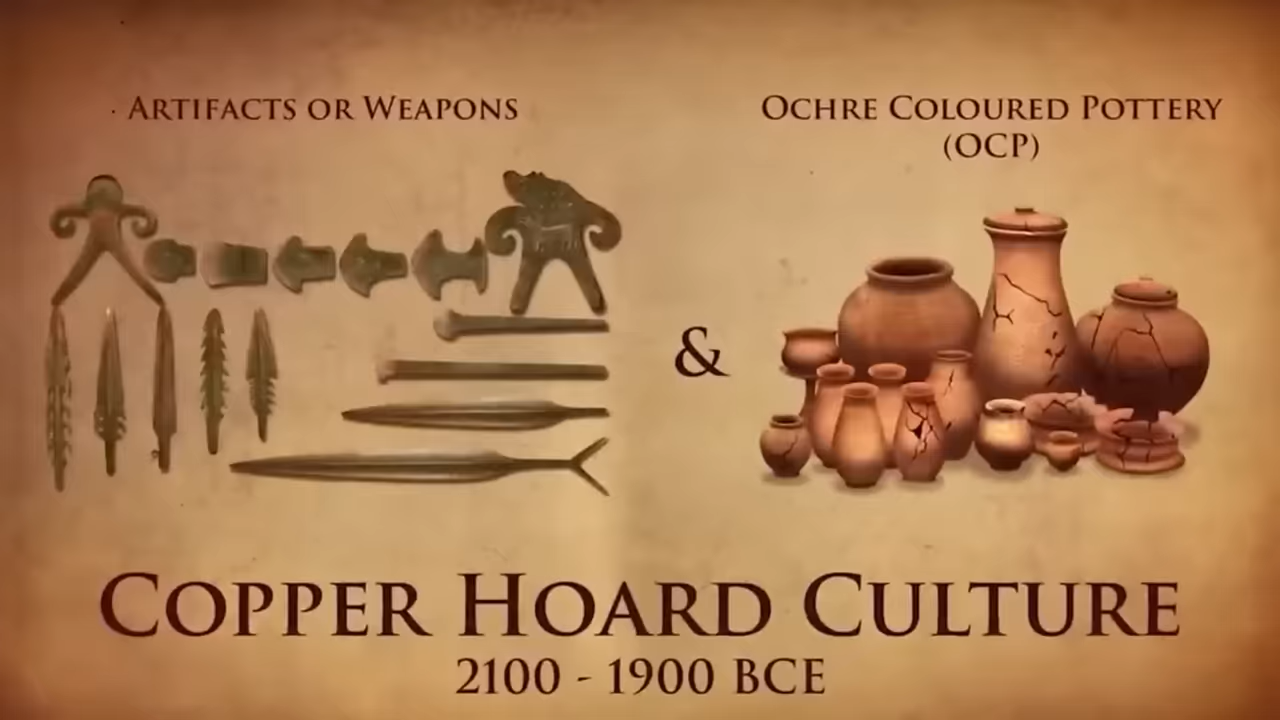 Artifacts or Weapons
Ochre Coloured Pottery
(OCP)
&
Copper Hoard Culture
2100 - 1900 BCE